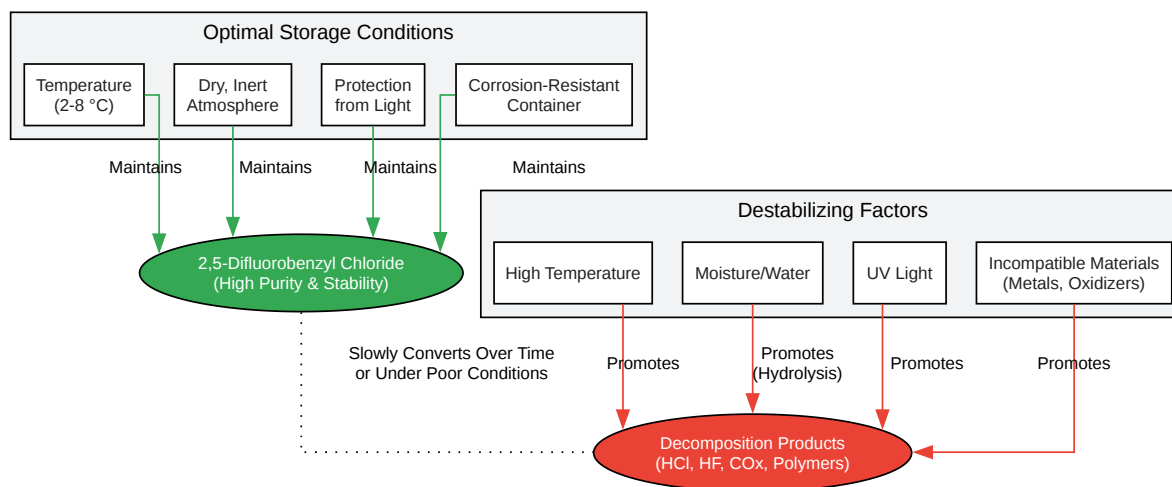 Optimal Storage Conditions
Temperature
(2-8 °C)
Dry, Inert
Atmosphere
Protection
from Light
Corrosion-Resistant
Container
Maintains
Maintains
Maintains
Maintains
Destabilizing Factors
2,5-Difluorobenzyl Chloride
(High Purity & Stability)
High Temperature
Moisture/Water
UV Light
Incompatible Materials
(Metals, Oxidizers)
Slowly Converts Over Time
or Under Poor Conditions
Promotes
Promotes
(Hydrolysis)
Promotes
Promotes
Decomposition Products
(HCl, HF, COx, Polymers)